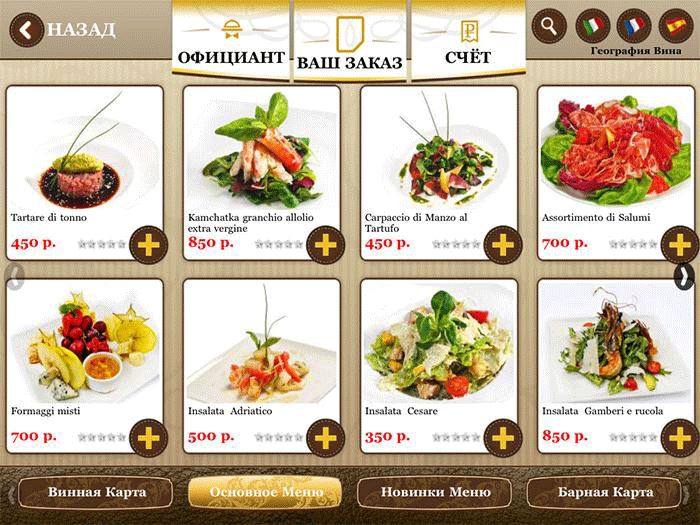 НАЗАД
ОФИЦИАНТ
ВАШ ЗАКАЗ
СЧЁТ
География Вина
Tartare di tonno
450 р.
Kamchatka granchio allolio
extra vergine
850 р.
Carpaccio di Manzo al
Tartufo
450 р.
Assortimento di Salumi
700 р.
Formaggi misti
700 р.
Insalata Adriatico
500 р.
Insalata Cesare
350 р.
Insalata Gamberi e rucola
850 р.
Винная Карта
Основное Меню
Новинки Меню
Барная Карта